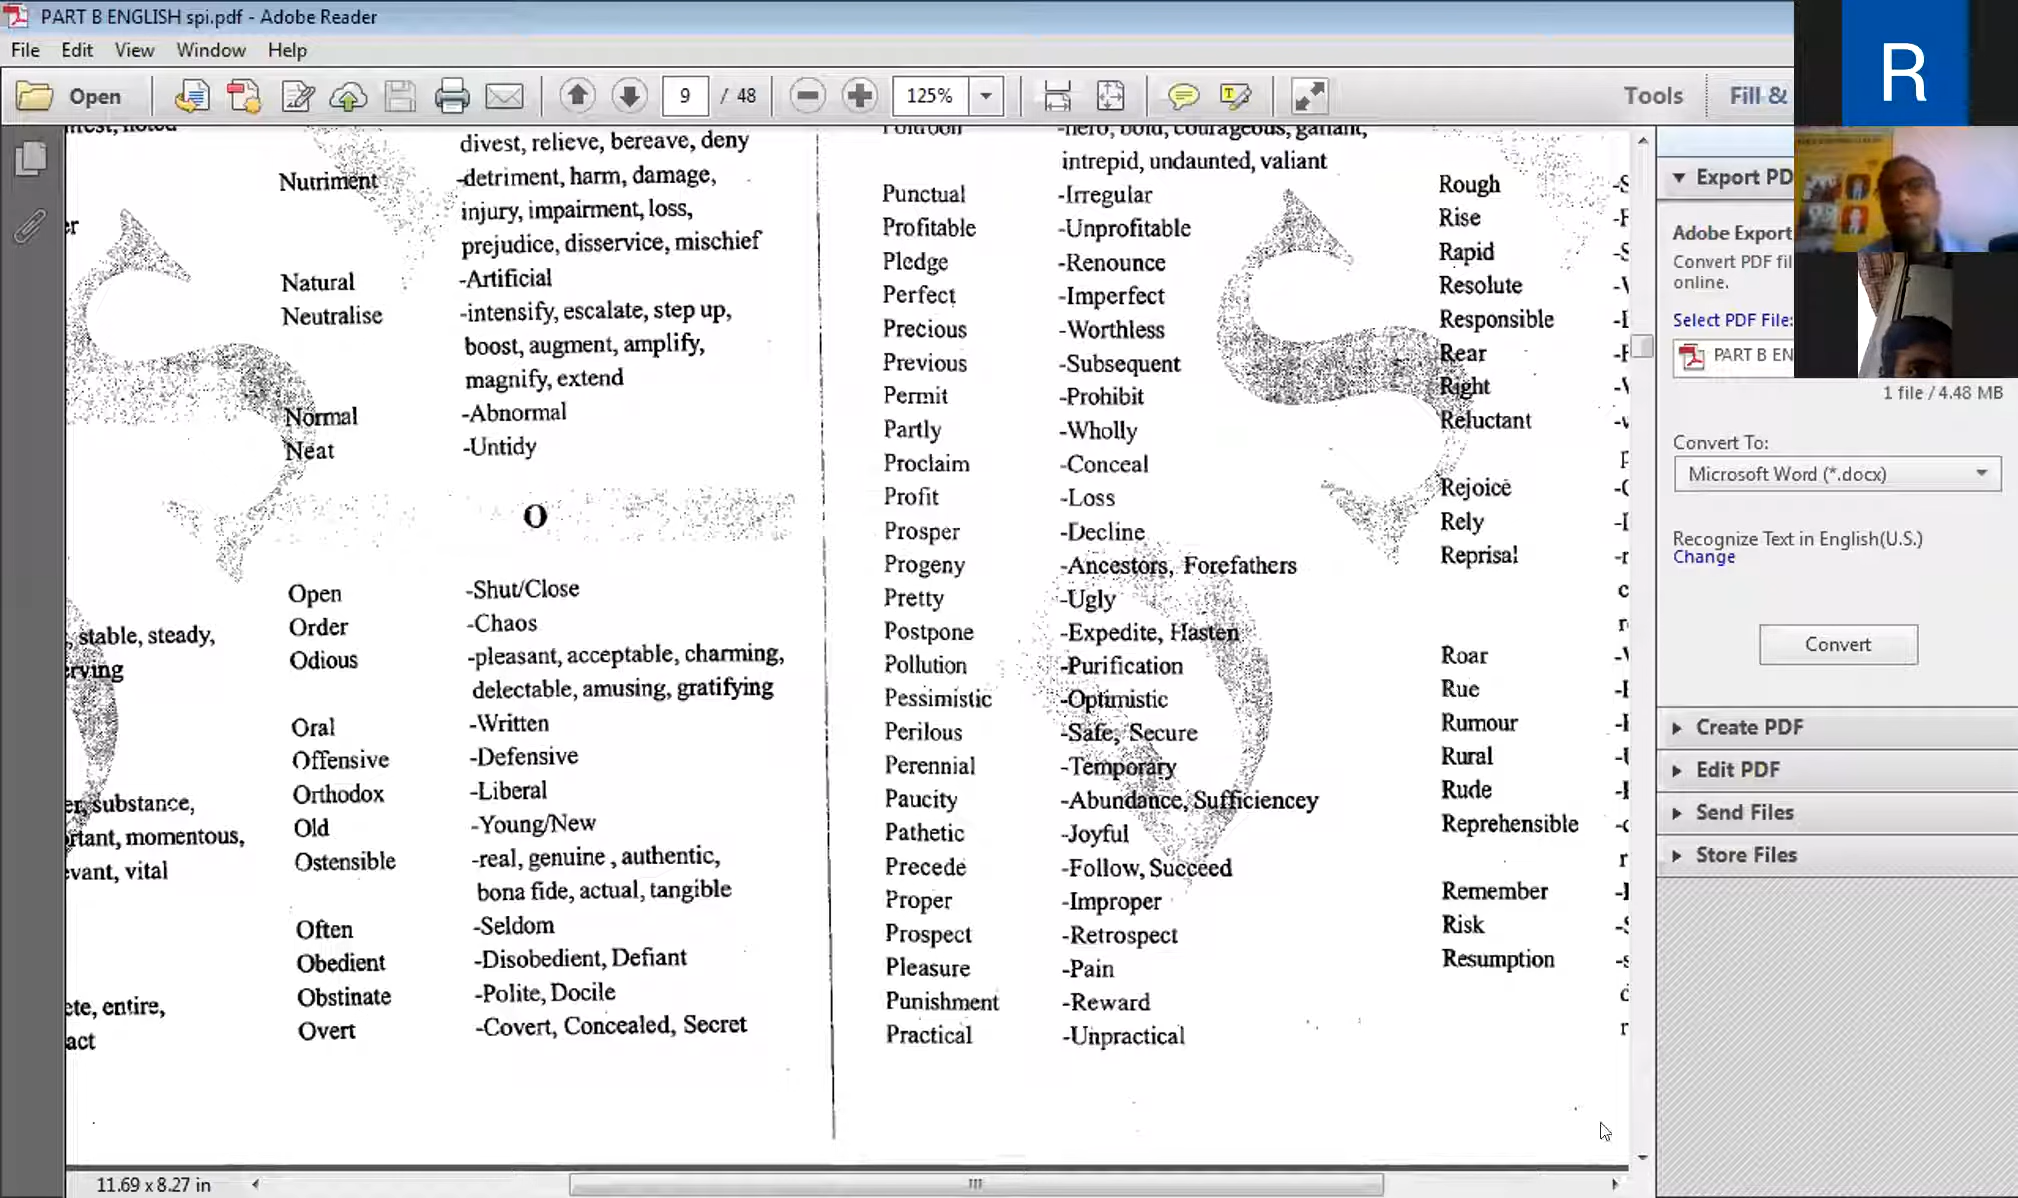 PART B ENGLISH spi.pdf - Adobe Reader
File Edit View Window Help
Open 9 / 48 125% Tools Fill &
R
divest, relieve, bereave, deny
Nutriment -detriment, harm, damage,
injury, impairment, loss,
prejudice, disservice, mischief
Natural -Artificial
Neutralise -intensify, escalate, step up,
boost, augment, amplify,
magnify, extend
Normal -Abnormal
Neat -Untidy
O
Open -Shut/Close
Order -Chaos
stable, steady,
Odious -pleasant, acceptable, charming,
delectable, amusing, gratifying
Oral -Written
Offensive -Defensive
Orthodox -Liberal
substance,
Old -Young/New
momentous,
Ostensible -real, genuine , authentic,
vital
bona fide, actual, tangible
Often -Seldom
Obedient -Disobedient, Defiant
Obstinate -Polite, Docile
entire,
Overt -Covert, Concealed, Secret
-hero, bold, courageous, gallant,
intrepid, undaunted, valiant
Punctual -Irregular
Profitable -Unprofitable
Pledge -Renounce
Perfect -Imperfect
Precious -Worthless
Previous -Subsequent
Permit -Prohibit
Partly -Wholly
Proclaim -Conceal
Profit -Loss
Prosper -Decline
Progeny -Ancestors, Forefathers
Pretty -Ugly
Postpone -Expedite, Hasten
Pollution -Purification
Pessimistic -Optimistic
Perilous -Safe, Secure
Perennial -Temporary
Paucity -Abundance, Sufficiencey
Pathetic -Joyful
Precede -Follow, Succeed
Proper -Improper
Prospect -Retrospect
Pleasure -Pain
Punishment -Reward
Practical -Unpractical
Rough
Rise
Rapid
Resolute
Responsible
Rear
Right
Reluctant
Rejoice
Rely
Reprisal
Roar
Rue
Rumour
Rural
Rude
Reprehensible
Remember
Risk
Resumption
Export PD
Adobe Export
Convert PDF fil
online.
Select PDF File:
PART B EN
1 file / 4.48 MB
Convert To:
Microsoft Word (*.docx)
Recognize Text in English(U.S.)
Change
Convert
Create PDF
Edit PDF
Send Files
Store Files
11.69 x 8.27 in